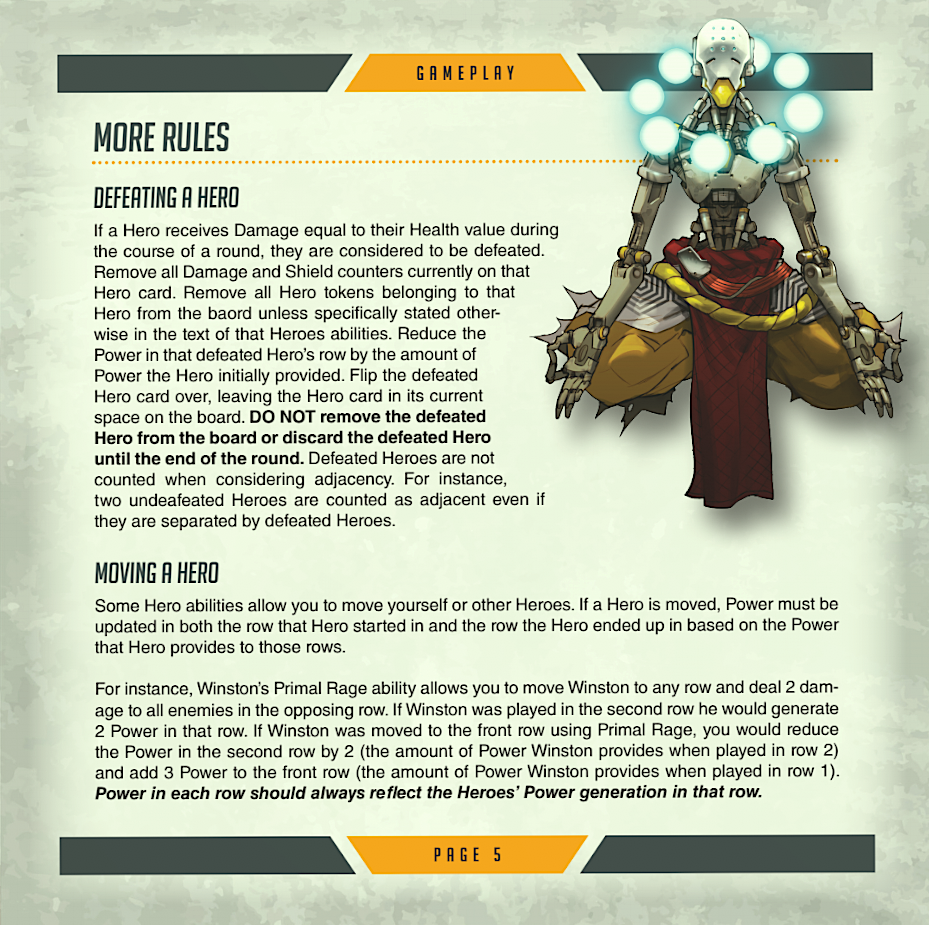 GAMEPLAY
MORE RULES
DEFEATING A HERO
If a Hero receives Damage equal to their Health value during
the course of a round, they are considered to be defeated.
Remove all Damage and Shield counters currently on that
Hero card. Remove all Hero tokens belonging to that
Hero from the baord unless specifically stated other-
wise in the text of that Heroes abilities. Reduce the
Power in that defeated Hero's row by the amount of
Power the Hero initially provided. Flip the defeated
Hero card over, leaving the Hero card in its current
space on the board. DO NOT remove the defeated
Hero from the board or discard the defeated Hero
until the end of the round. Defeated Heroes are not
counted when considering adjacency. For instance,
two undeafeated Heroes are counted as adjacent even if
they are separated by defeated Heroes.
MOVING A HERO
Some Hero abilities allow you to move yourself or other Heroes. If a Hero is moved, Power must be
updated in both the row that Hero started in and the row the Hero ended up in based on the Power
that Hero provides to those rows.
For instance, Winston's Primal Rage ability allows you to move Winston to any row and deal 2 dam-
age to all enemies in the opposing row. If Winston was played in the second row he would generate
2 Power in that row. If Winston was moved to the front row using Primal Rage, you would reduce
the Power in the second row by 2 (the amount of Power Winston provides when played in row 2)
and add 3 Power to the front row (the amount of Power Winston provides when played in row 1).
Power in each row should always reflect the Heroes' Power generation in that row.
PAGE 5